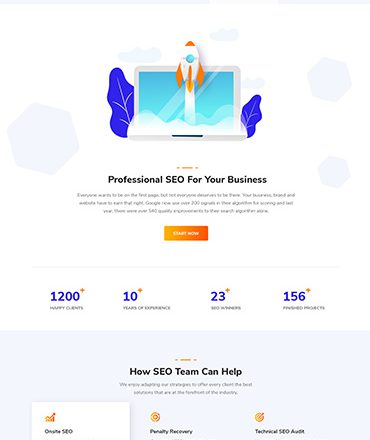 Professional SEO For Your Business
Everyone wants to be on the first page, but not everyone deserves to be there. Your business, brand and
website have to earn that right. Google now use over 200 signals in their algorithm for scoring and last
year, there were over 540 quality improvements to their search algorithm alone.
START NOW
1200+ 10+ 23+ 156+
HAPPY CLIENTS YEARS OF EXPERIENCE SEO WINNERS FINISHED PROJECTS
How SEO Team Can Help
We enjoy adapting our strategies to offer every client the best
solutions that are at the forefront of the industry.
Onsite SEO Penalty Recovery Technical SEO Audit